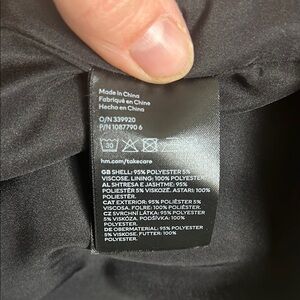 Made in China
Fabriqué en Chine
Hecho en China
O/N 339920
P/N 1087790 6
30
hm.com/takecare
GB SHELL: 95% POLYESTER 5%
VISCOSE. LINING: 100% POLYESTER.
AL SHTRESA E JASHTME: 95%
POLIESTËR 5% VISKOZË. ASTARI: 100%
POLIESTËR.
CAT EXTERIOR: 95% POLIÈSTER 5%
VISCOSA. FOLRE: 100% POLIÈSTER.
CZ SVRCHNÍ LÁTKA: 95% POLYESTER
5% VISKÓZA. PODŠÍVKA: 100%
POLYESTER.
DE OBERMATERIAL: 95% POLYESTER
5% VISKOSE. FUTTER: 100%
POLYESTER.